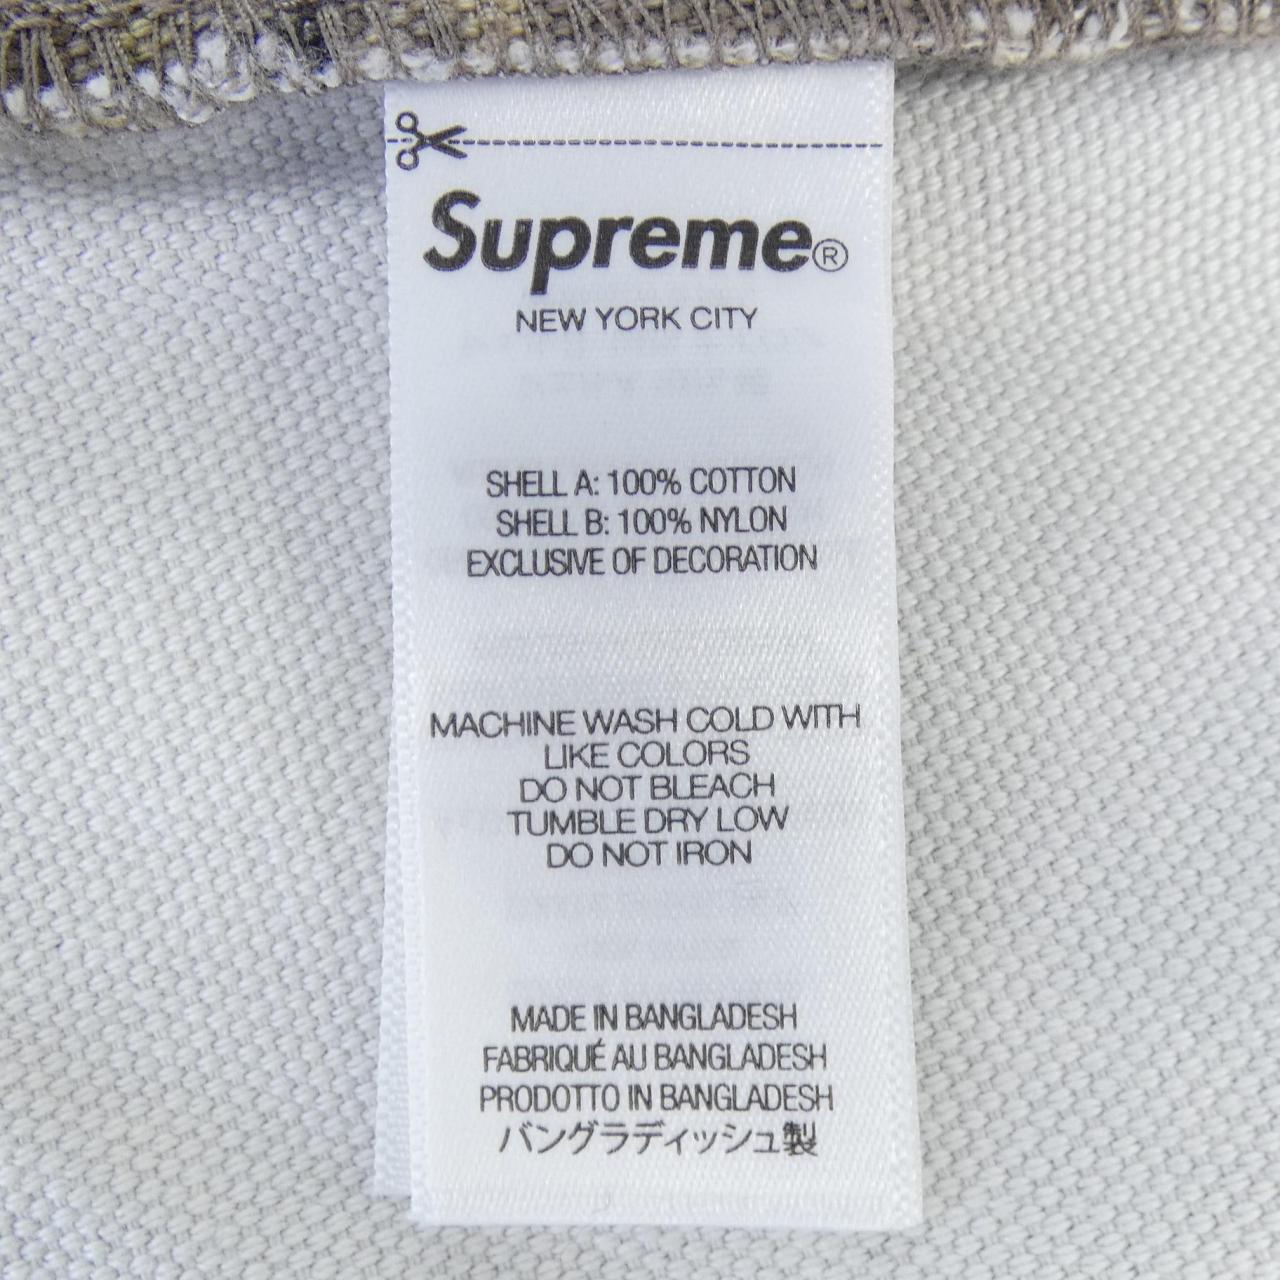 Supreme®
NEW YORK CITY
SHELL A: 100% COTTON
SHELL B: 100% NYLON
EXCLUSIVE OF DECORATION
MACHINE WASH COLD WITH
LIKE COLORS
DO NOT BLEACH
TUMBLE DRY LOW
DO NOT IRON
MADE IN BANGLADESH
FABRIQUÉ AU BANGLADESH
PRODOTTO IN BANGLADESH
バングラディッシュ製